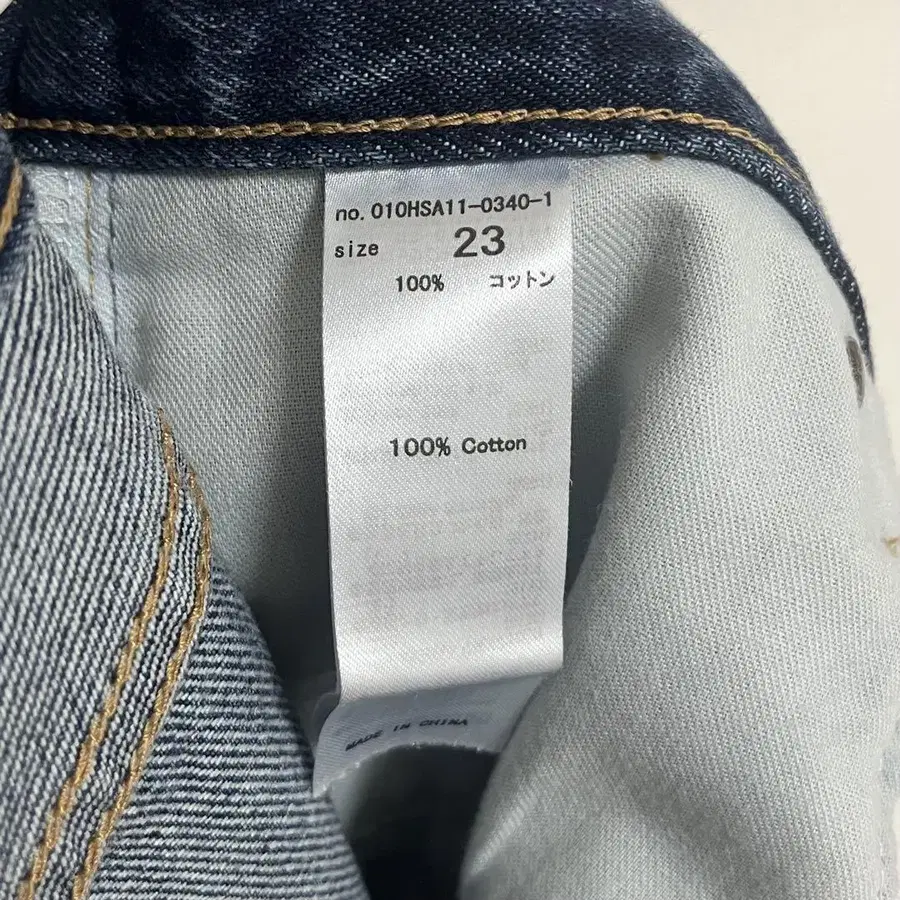 no. 010HSA11-0340-1
size 23
100% コットン
100% Cotton
MADE IN CHINA